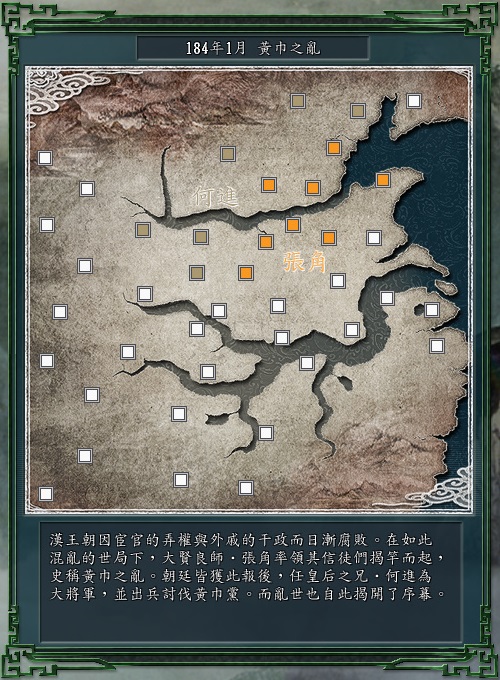 184年1月 黃巾之亂
何進
張角
漢王朝因宦官的弄權與外戚的干政而日漸腐敗。在如此
混亂的世局下，大賢良師·張角率領其信徒們揭竿而起，
史稱黃巾之亂。朝廷皆獲此報後，任皇后之兄·何進為
大將軍，並出兵討伐黃巾黨。而亂世也自此揭開了序幕。